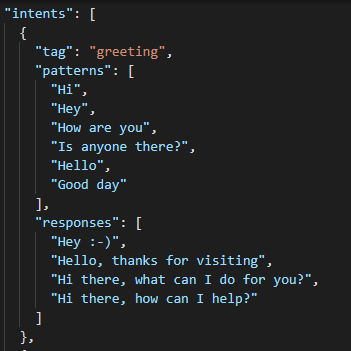 "intents": [
{
"tag": "greeting",
"patterns": [
"Hi",
"Hey",
"How are you",
"Is anyone there?",
"Hello",
"Good day"
],
"responses": [
"Hey :-)",
"Hello, thanks for visiting",
"Hi there, what can I do for you?",
"Hi there, how can I help?"
]
},